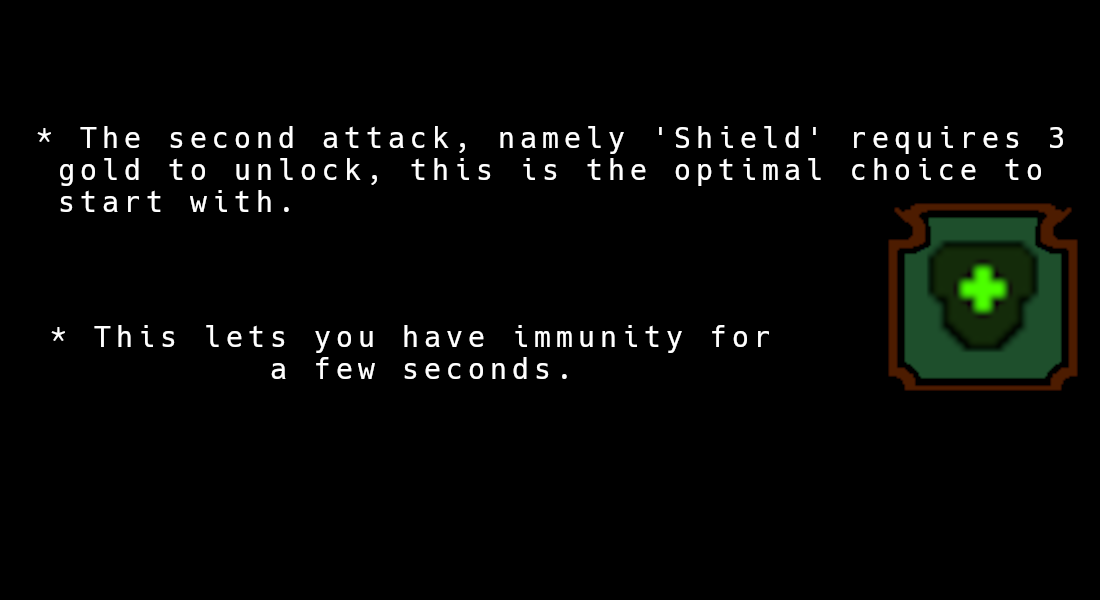 * The second attack, namely 'Shield' requires 3
gold to unlock, this is the optimal choice to
start with.
* This lets you have immunity for
a few seconds.